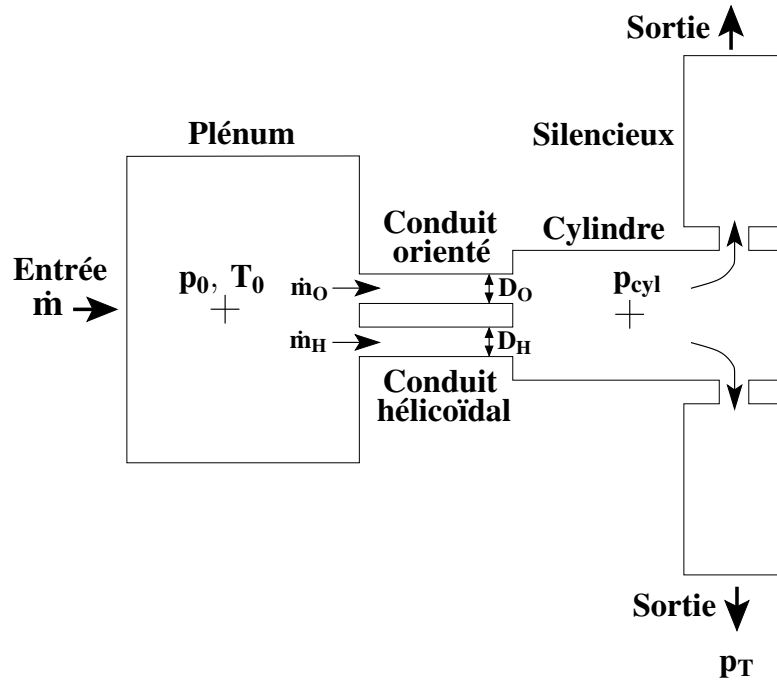 Sortie
Plénum
Silencieux
Conduit
orienté
Cylindre
Entrée
ṁ
p0, T0
ṁO
DO
pcyl
ṁH
DH
Conduit
hélicoïdal
Sortie
pT